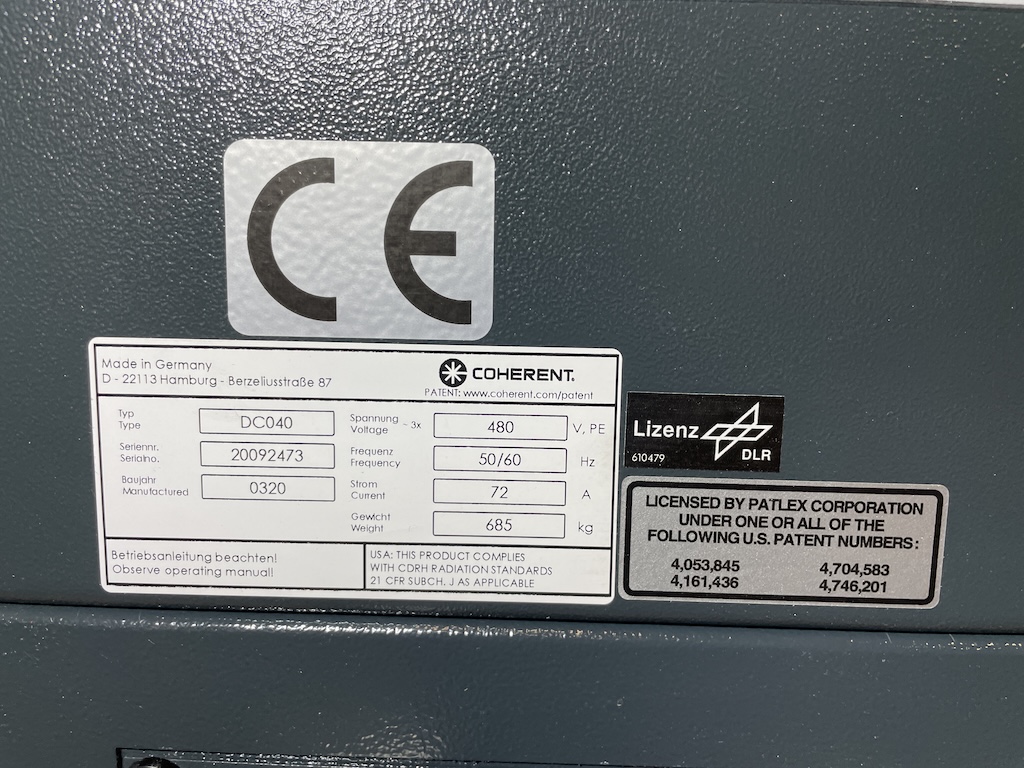 CE
Made in Germany
D - 22113 Hamburg - Berzeliusstraße 87
COHERENT.
PATENT: www.coherent.com/patent
Typ
Type
DC040
Seriennr.
Serialno.
20092473
Baujahr
Manufactured
0320
Spannung
Voltage
~ 3x
480
V, PE
Frequenz
Frequency
50/60
Hz
Strom
Current
72
A
Gewicht
Weight
685
kg
Betriebsanleitung beachten!
Observe operating manual!
USA: THIS PRODUCT COMPLIES
WITH CDRH RADIATION STANDARDS
21 CFR SUBCH. J AS APPLICABLE
Lizenz
610479
DLR
LICENSED BY PATLEX CORPORATION
UNDER ONE OR ALL OF THE
FOLLOWING U.S. PATENT NUMBERS:
4,053,845 4,704,583
4,161,436 4,746,201